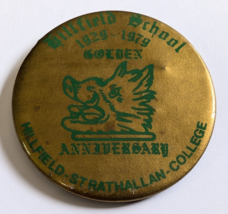 Hillfield School
1929-1979
GOLDEN
ANNIVERSARY
HILLFIELD-STRATHALLAN-COLLEGE